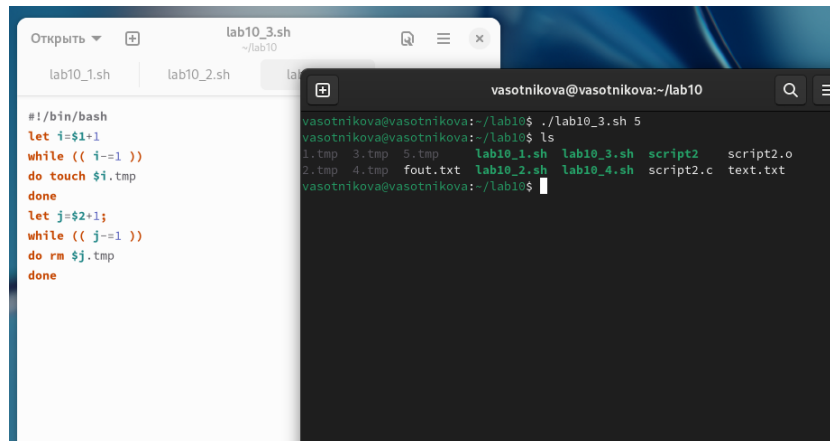 Открыть
lab10_3.sh
~/lab10
lab10_1.sh
lab10_2.sh
#!/bin/bash
let i=$1+1
while (( i-=1 ))
do touch $i.tmp
done
let j=$2+1;
while (( j-=1 ))
do rm $j.tmp
done
vasotnikova@vasotnikova:~/lab10
vasotnikova@vasotnikova:~/lab10$ ./lab10_3.sh 5
vasotnikova@vasotnikova:~/lab10$ ls
1.tmp 3.tmp 5.tmp lab10_1.sh lab10_3.sh script2 script2.o
2.tmp 4.tmp fout.txt lab10_2.sh lab10_4.sh script2.c text.txt
vasotnikova@vasotnikova:~/lab10$